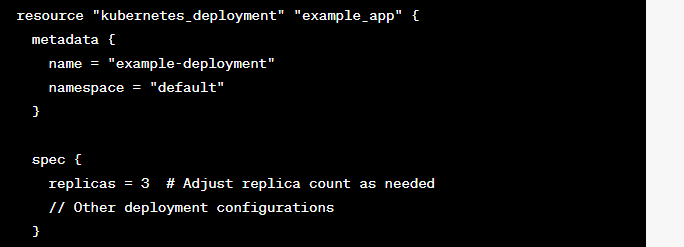 resource "kubernetes_deployment" "example_app" {
  metadata {
    name = "example-deployment"
    namespace = "default"
  }

  spec {
    replicas = 3  # Adjust replica count as needed
    // Other deployment configurations
  }